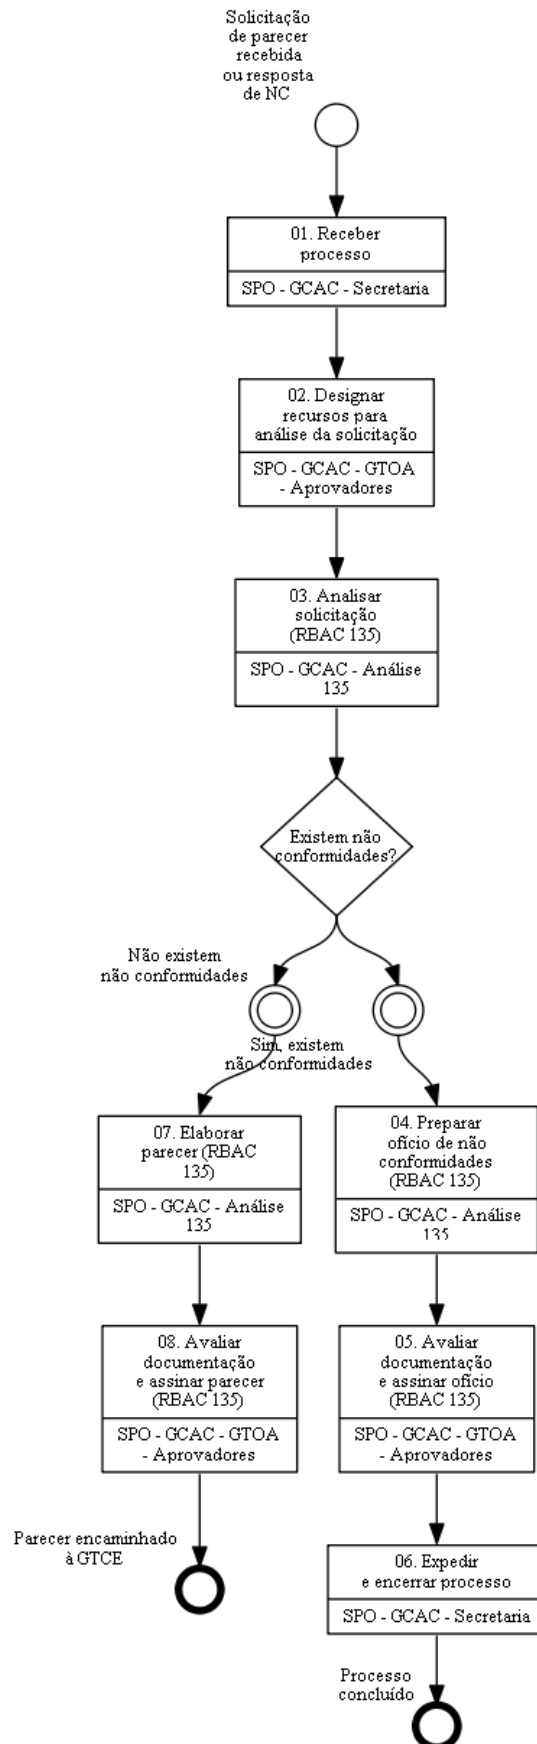 Solicitação
de parecer
recebida
ou resposta
de NC
01. Receber
processo
SPO - GCAC - Secretaria
02. Designar
recursos para
análise da solicitação
SPO - GCAC - GTOA
- Aprovadores
03. Analisar
solicitação
(RBAC 135)
SPO - GCAC - Análise
135
Existem não
conformidades?
Não existem
não conformidades
Sim, existem
não conformidades
07. Elaborar
parecer (RBAC
135)
SPO - GCAC - Análise
135
04. Preparar
ofício de não
conformidades
(RBAC 135)
SPO - GCAC - Análise
135
08. Avaliar
documentação
e assinar parecer
(RBAC 135)
SPO - GCAC - GTOA
- Aprovadores
05. Avaliar
documentação
e assinar ofício
(RBAC 135)
SPO - GCAC - GTOA
- Aprovadores
Parecer encaminhado
à GTCE
06. Expedir
e encerrar processo
SPO - GCAC - Secretaria
Processo
concluído